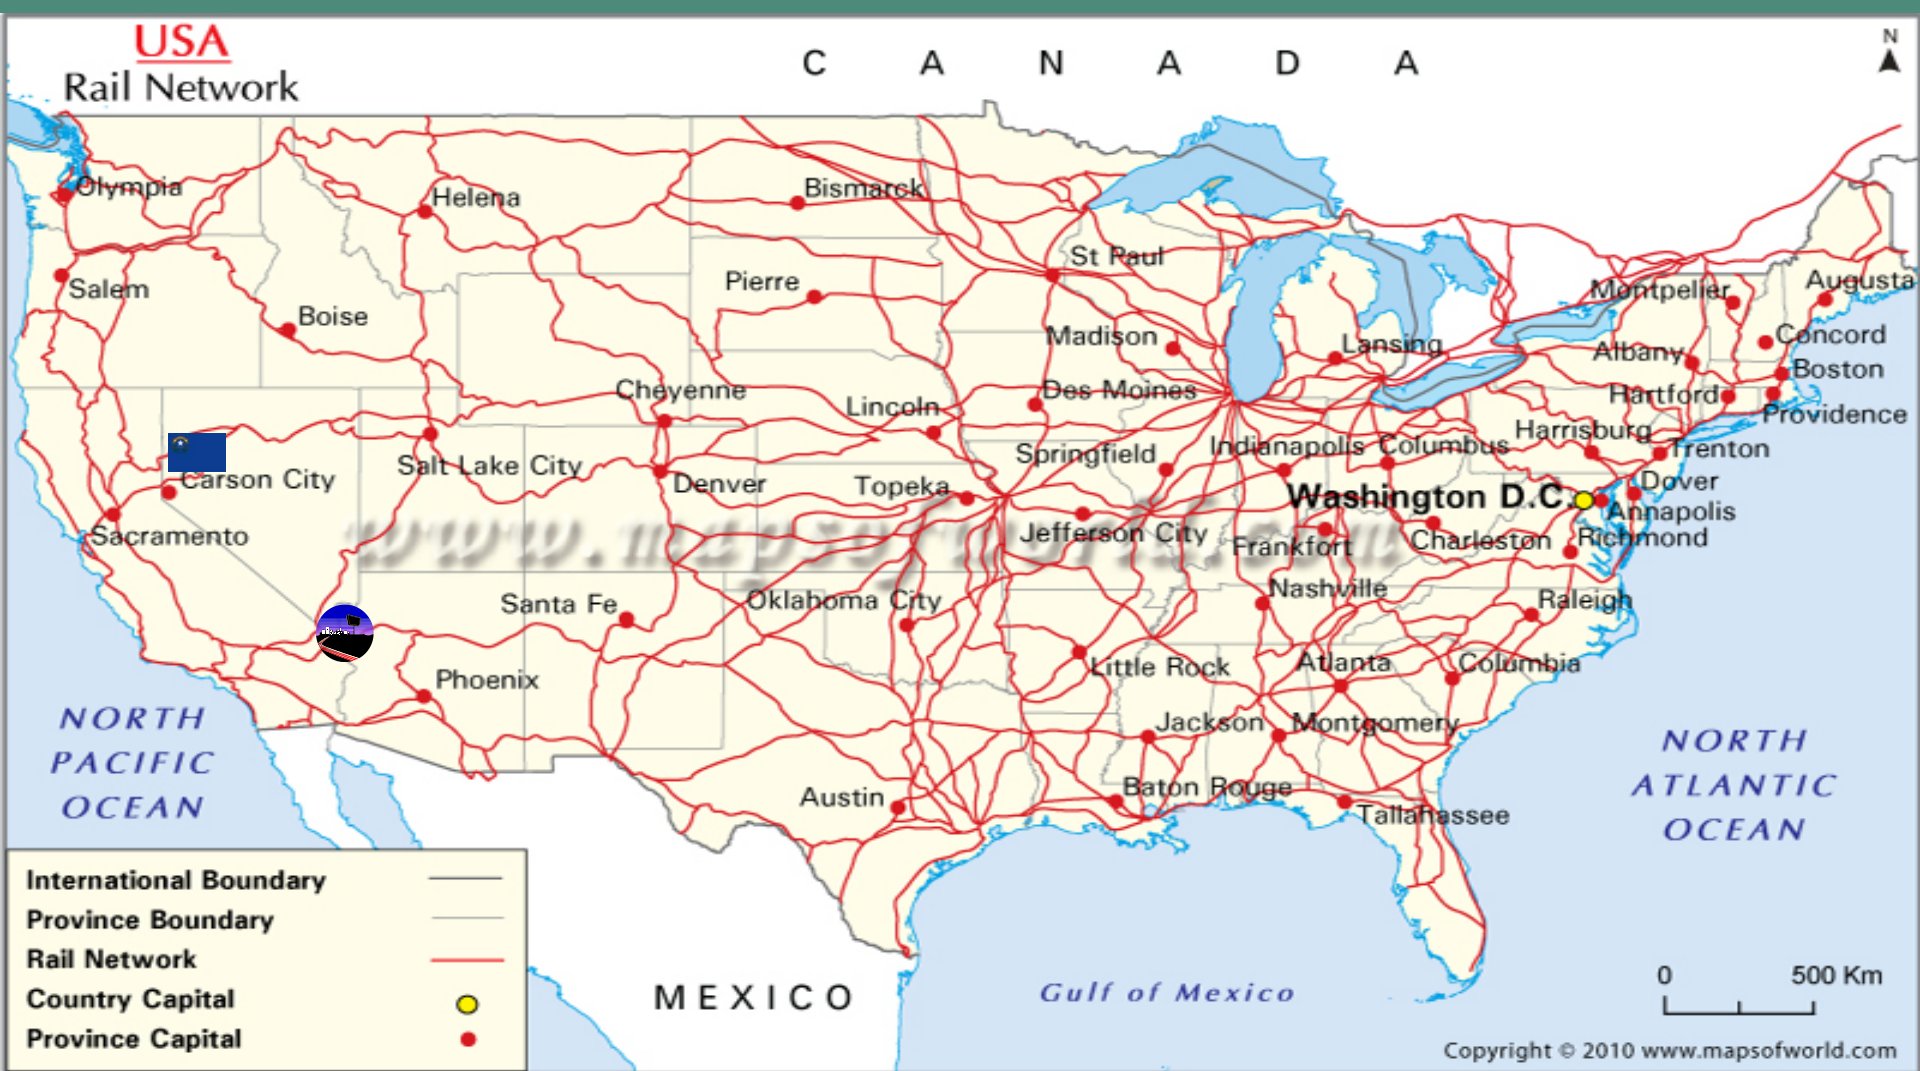 USA
Rail Network
C A N A D A
N
Olympia
Helena
Bismarck
St Paul
Salem
Boise
Pierre
Montpelier
Augusta
Madison
Lansing
Concord
Albany
Boston
Cheyenne
Des Moines
Hartford
Lincoln
Providence
Harrisburg
Salt Lake City
Springfield
Indianapolis
Columbus
Trenton
Carson City
Denver
Topeka
Washington D.C.
Dover
Annapolis
Sacramento
www.mapsofworld.com
Jefferson City
Frankfort
Charleston
Richmond
Santa Fe
Oklahoma City
Nashville
Raleigh
Phoenix
Little Rock
Atlanta
Columbia
NORTH
PACIFIC
OCEAN
Jackson
Montgomery
NORTH
ATLANTIC
OCEAN
Austin
Baton Rouge
Tallahassee
International Boundary
Province Boundary
Rail Network
Country Capital
Province Capital
MEXICO
Gulf of Mexico
0 500 Km
Copyright © 2010 www.mapsofworld.com